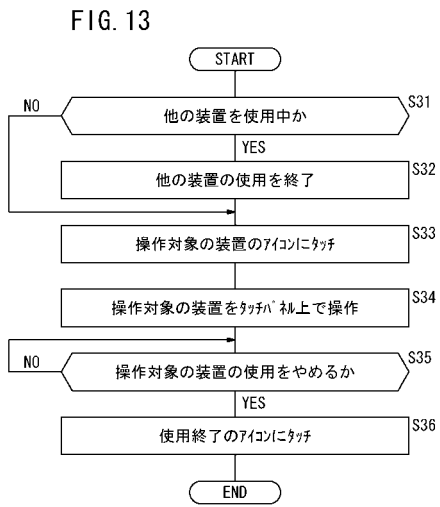 FIG. 13
START
S31
NO
他の装置を使用中か
YES
S32
他の装置の使用を終了
S33
操作対象の装置のｱｲｺﾝにタッチ
S34
操作対象の装置をﾀｯﾁﾊﾟﾈﾙ上で操作
S35
NO
操作対象の装置の使用をやめるか
YES
S36
使用終了のｱｲｺﾝにタッチ
END